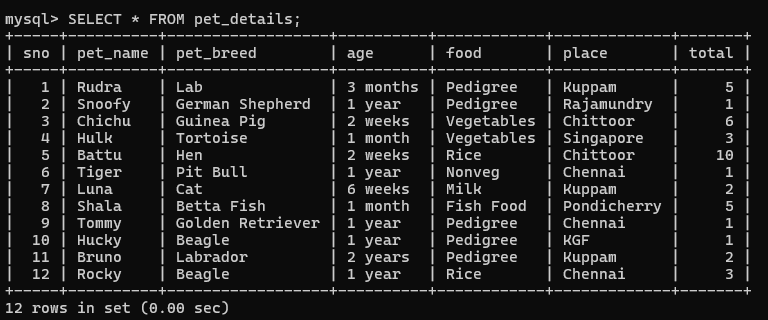 mysql> SELECT * FROM pet_details;
+-----+----------+------------------+----------+------------+-------------+-------+
| sno | pet_name | pet_breed        | age      | food       | place       | total |
+-----+----------+------------------+----------+------------+-------------+-------+
|   1 | Rudra    | Lab              | 3 months | Pedigree   | Kuppam      |     5 |
|   2 | Snoofy   | German Shepherd  | 1 year   | Pedigree   | Rajamundry  |     1 |
|   3 | Chichu   | Guinea Pig       | 2 weeks  | Vegetables | Chittoor    |     6 |
|   4 | Hulk     | Tortoise         | 1 month  | Vegetables | Singapore   |     3 |
|   5 | Battu    | Hen              | 2 weeks  | Rice       | Chittoor    |    10 |
|   6 | Tiger    | Pit Bull         | 1 year   | Nonveg     | Chennai     |     1 |
|   7 | Luna     | Cat              | 6 weeks  | Milk       | Kuppam      |     2 |
|   8 | Shala    | Betta Fish       | 1 month  | Fish Food  | Pondicherry |     5 |
|   9 | Tommy    | Golden Retriever | 1 year   | Pedigree   | Chennai     |     1 |
|  10 | Hucky    | Beagle           | 1 year   | Pedigree   | KGF         |     1 |
|  11 | Bruno    | Labrador         | 2 years  | Pedigree   | Kuppam      |     2 |
|  12 | Rocky    | Beagle           | 1 year   | Rice       | Chennai     |     3 |
+-----+----------+------------------+----------+------------+-------------+-------+
12 rows in set (0.00 sec)